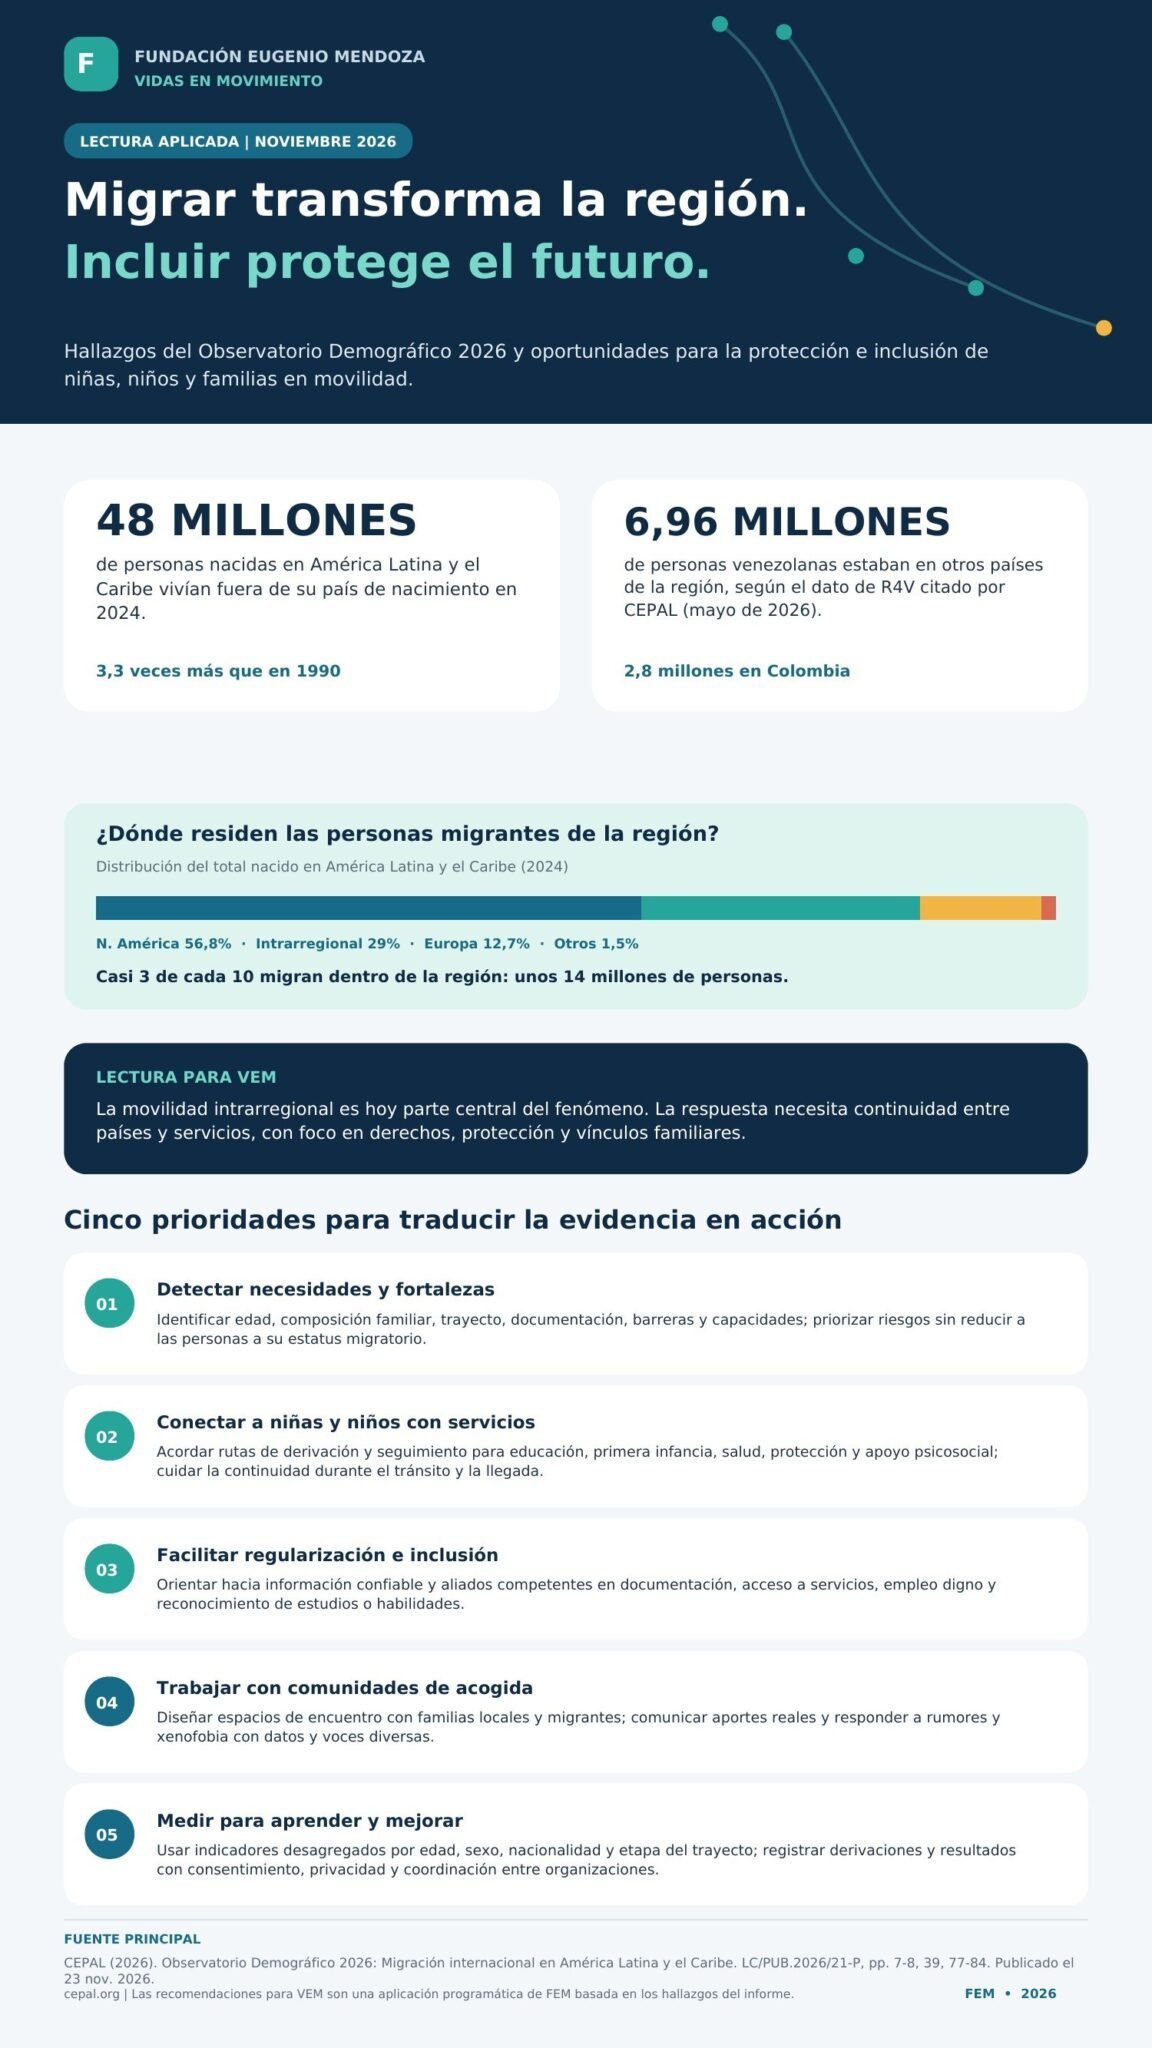 F
FUNDACIÓN EUGENIO MENDOZA
VIDAS EN MOVIMIENTO
LECTURA APLICADA | NOVIEMBRE 2026
Migrar transforma la región.
Incluir protege el futuro.
Hallazgos del Observatorio Demográfico 2026 y oportunidades para la protección e inclusión de
niñas, niños y familias en movilidad.
48 MILLONES
de personas nacidas en América Latina y el
Caribe vivían fuera de su país de nacimiento en
2024.
3,3 veces más que en 1990
6,96 MILLONES
de personas venezolanas estaban en otros países
de la región, según el dato de R4V citado por
CEPAL (mayo de 2026).
2,8 millones en Colombia
¿Dónde residen las personas migrantes de la región?
Distribución del total nacido en América Latina y el Caribe (2024)
N. América 56,8% · Intrarregional 29% · Europa 12,7% · Otros 1,5%
Casi 3 de cada 10 migran dentro de la región: unos 14 millones de personas.
LECTURA PARA VEM
La movilidad intrarregional es hoy parte central del fenómeno. La respuesta necesita continuidad entre
países y servicios, con foco en derechos, protección y vínculos familiares.
Cinco prioridades para traducir la evidencia en acción
01
Detectar necesidades y fortalezas
Identificar edad, composición familiar, trayecto, documentación, barreras y capacidades; priorizar riesgos sin reducir a
las personas a su estatus migratorio.
02
Conectar a niñas y niños con servicios
Acordar rutas de derivación y seguimiento para educación, primera infancia, salud, protección y apoyo psicosocial;
cuidar la continuidad durante el tránsito y la llegada.
03
Facilitar regularización e inclusión
Orientar hacia información confiable y aliados competentes en documentación, acceso a servicios, empleo digno y
reconocimiento de estudios o habilidades.
04
Trabajar con comunidades de acogida
Diseñar espacios de encuentro con familias locales y migrantes; comunicar aportes reales y responder a rumores y
xenofobia con datos y voces diversas.
05
Medir para aprender y mejorar
Usar indicadores desagregados por edad, sexo, nacionalidad y etapa del trayecto; registrar derivaciones y resultados
con consentimiento, privacidad y coordinación entre organizaciones.
FUENTE PRINCIPAL
CEPAL (2026). Observatorio Demográfico 2026: Migración internacional en América Latina y el Caribe. LC/PUB.2026/21-P, pp. 7-8, 39, 77-84. Publicado el
23 nov. 2026.
cepal.org | Las recomendaciones para VEM son una aplicación programática de FEM basada en los hallazgos del informe.
FEM • 2026